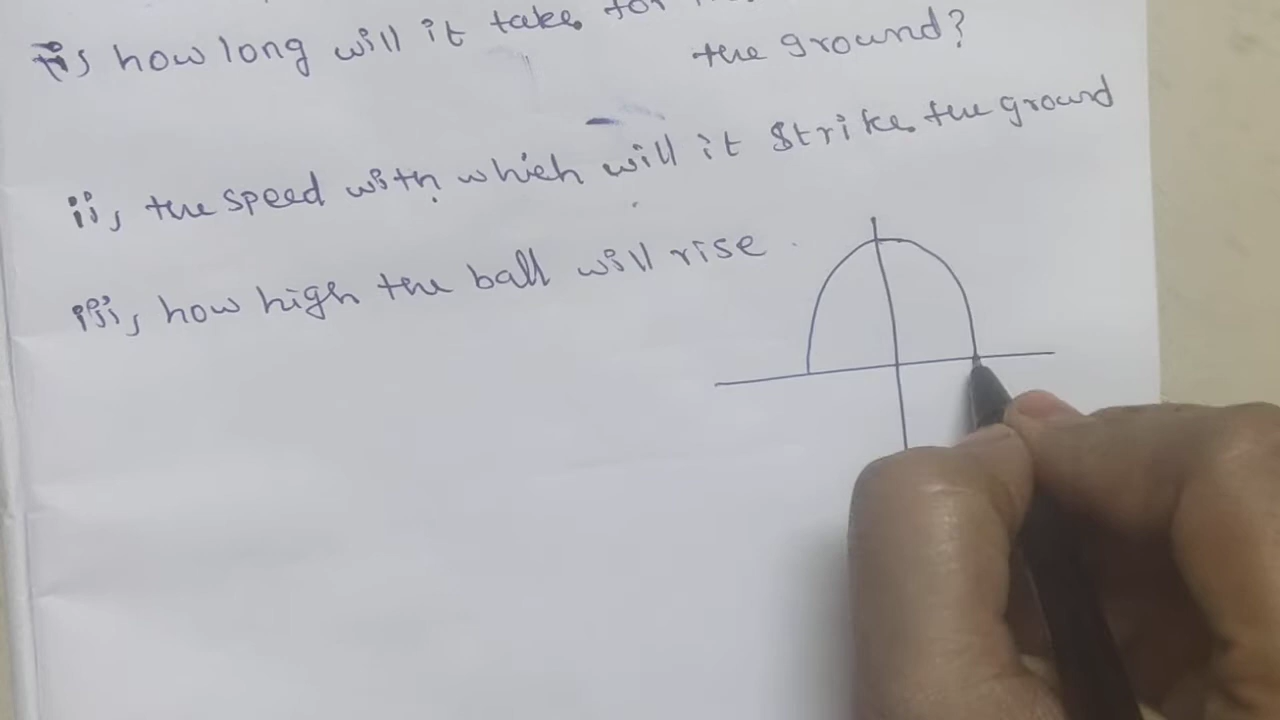 i, how long will it take for
the ground?
ii, the speed with which will it strike the ground
iii, how high the ball will rise.